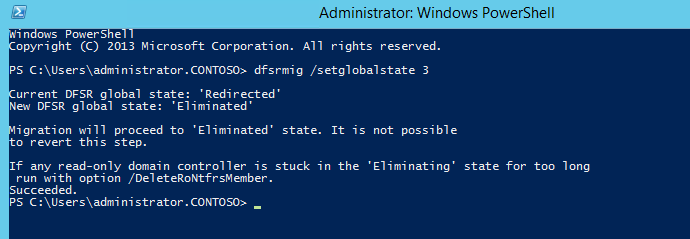 Administrator: Windows PowerShell
Windows PowerShell
Copyright (C) 2013 Microsoft Corporation. All rights reserved.
PS C:\Users\administrator.CONTOSO> dfsrmig /setglobalstate 3
Current DFSR global state: 'Redirected'
New DFSR global state: 'Eliminated'
Migration will proceed to 'Eliminated' state. It is not possible
to revert this step.
If any read-only domain controller is stuck in the 'Eliminating' state for too long
run with option /DeleteRoNtfrsMember.
Succeeded.
PS C:\Users\administrator.CONTOSO>